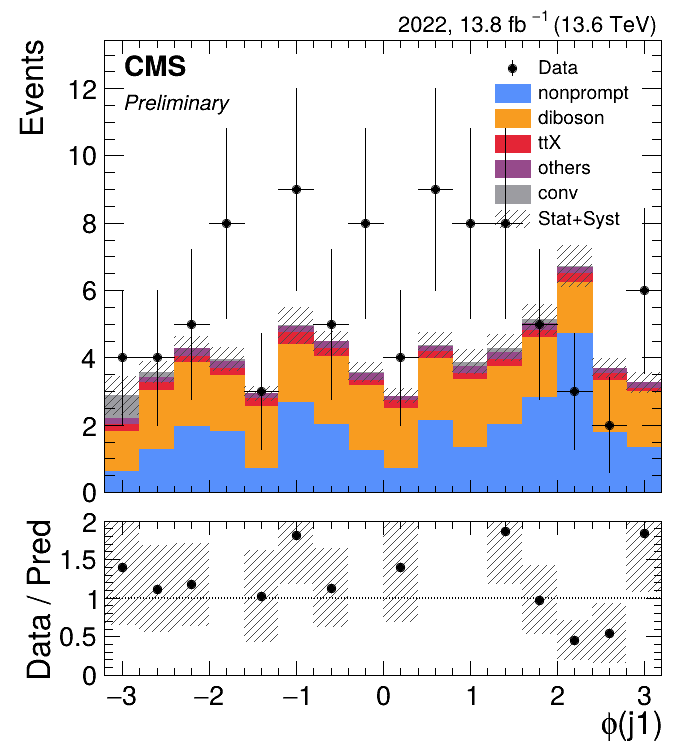 2022, 13.8 fb⁻¹ (13.6 TeV)
CMS
Preliminary
Events
Data
nonprompt
diboson
ttX
others
conv
Stat+Syst
12
10
8
6
4
2
0
Data / Pred
2
1.5
1
0.5
0
−3 −2 −1 0 1 2 3
ϕ(j1)